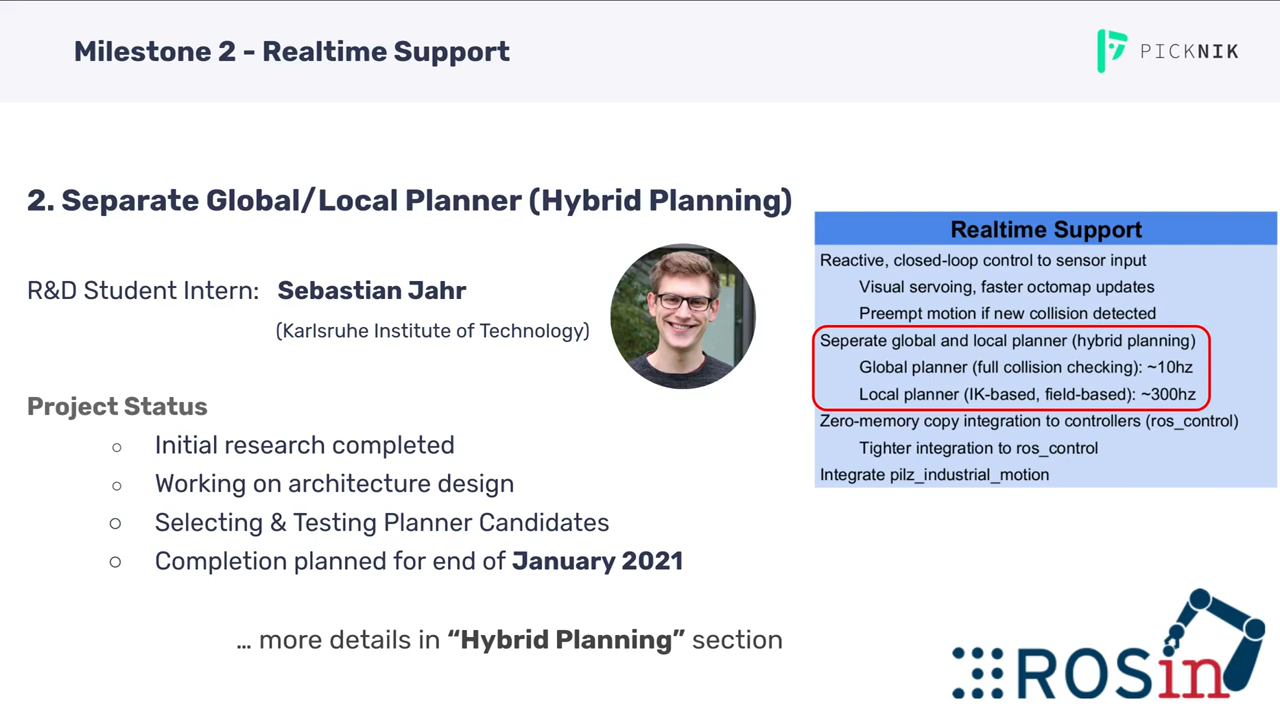 Milestone 2 - Realtime Support
PICKNIK
2. Separate Global/Local Planner (Hybrid Planning)
R&D Student Intern: Sebastian Jahr
(Karlsruhe Institute of Technology)
Project Status
○ Initial research completed
○ Working on architecture design
○ Selecting & Testing Planner Candidates
○ Completion planned for end of January 2021
... more details in “Hybrid Planning” section
Realtime Support
Reactive, closed-loop control to sensor input
Visual servoing, faster octomap updates
Preempt motion if new collision detected
Seperate global and local planner (hybrid planning)
Global planner (full collision checking): ~10hz
Local planner (IK-based, field-based): ~300hz
Zero-memory copy integration to controllers (ros_control)
Tighter integration to ros_control
Integrate pilz_industrial_motion
ROSin